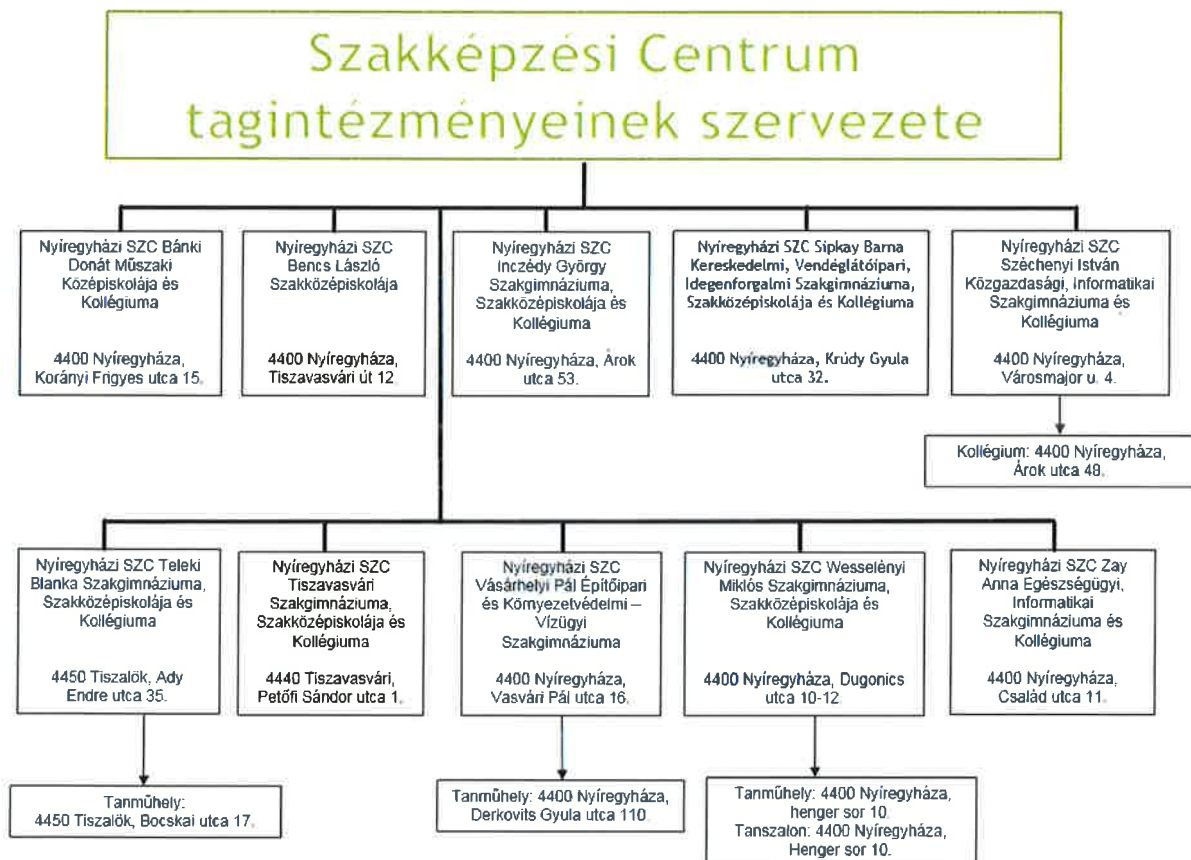 Szakképzési Centrum
tagintézményeinek szervezete
Nyíregyházi SZC Bánki
Donát Műszaki
Középiskolája és
Kollégiuma
4400 Nyíregyháza,
Korányi Frigyes utca 15.
Nyíregyházi SZC
Bencs László
Szakközépiskolája
4400 Nyíregyháza,
Tiszavasvári út 12.
Nyíregyházi SZC
Inczédy György
Szakgimnáziuma,
Szakközépiskolája és
Kollégiuma
4400 Nyíregyháza, Árok
utca 53.
Nyíregyházi SZC Sipkay Barna
Kereskedelmi, Vendéglátóipari,
Idegenforgalmi Szakgimnáziuma,
Szakközépiskolája és Kollégiuma
4400 Nyíregyháza, Krúdy Gyula
utca 32.
Nyíregyházi SZC
Széchenyi István
Közgazdasági, Informatikai
Szakgimnáziuma és
Kollégiuma
4400 Nyíregyháza,
Városmajor u. 4.
Kollégium: 4400 Nyíregyháza,
Árok utca 48.
Nyíregyházi SZC Teleki
Blanka Szakgimnáziuma,
Szakközépiskolája és
Kollégiuma
4450 Tiszalök, Ady
Endre utca 35.
Nyíregyházi SZC
Tiszavasvári
Szakgimnáziuma,
Szakközépiskolája és
Kollégiuma
4440 Tiszavasvári,
Petőfi Sándor utca 1.
Nyíregyházi SZC
Vásárhelyi Pál Építőipari
és Környezetvédelmi –
Vízügyi
Szakgimnáziuma
4400 Nyíregyháza,
Vasvári Pál utca 16.
Nyíregyházi SZC Wesselényi
Miklós Szakgimnáziuma,
Szakközépiskolája és
Kollégiuma
4400 Nyíregyháza, Dugonics
utca 10-12.
Nyíregyházi SZC Zay
Anna Egészségügyi,
Informatikai
Szakgimnáziuma és
Kollégiuma
4400 Nyíregyháza,
Család utca 11.
Tanműhely:
4450 Tiszalök, Bocskai utca 17.
Tanműhely: 4400 Nyíregyháza,
Derkovits Gyula utca 110.
Tanműhely: 4400 Nyíregyháza,
henger sor 10.
Tanszalon: 4400 Nyíregyháza,
Henger sor 10.